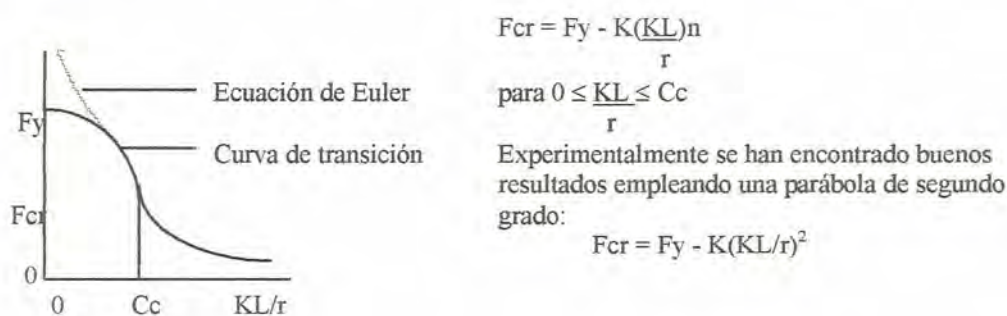 Ecuación de Euler
Fy
Curva de transición
Fcr
0
0 Cc KL/r
Fcr = Fy - K(KL)n
r
para 0 ≤ KL ≤ Cc
r
Experimentalmente se han encontrado buenos
resultados empleando una parábola de segundo
grado:
Fcr = Fy - K(KL/r)²